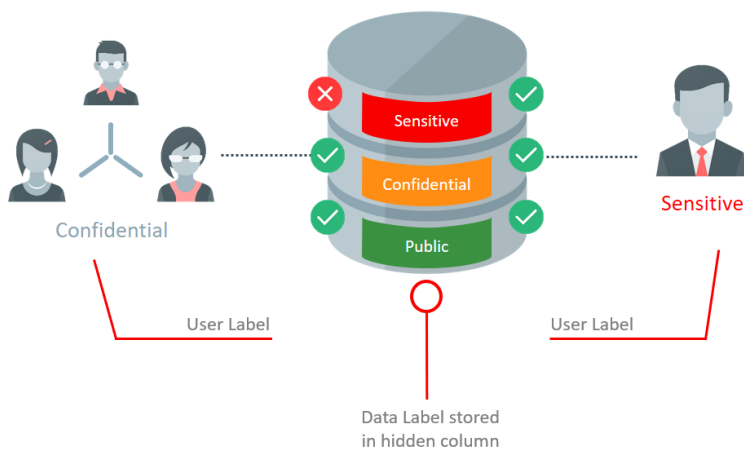 Sensitive
Confidential
Public
Confidential
Sensitive
User Label
User Label
Data Label stored
in hidden column